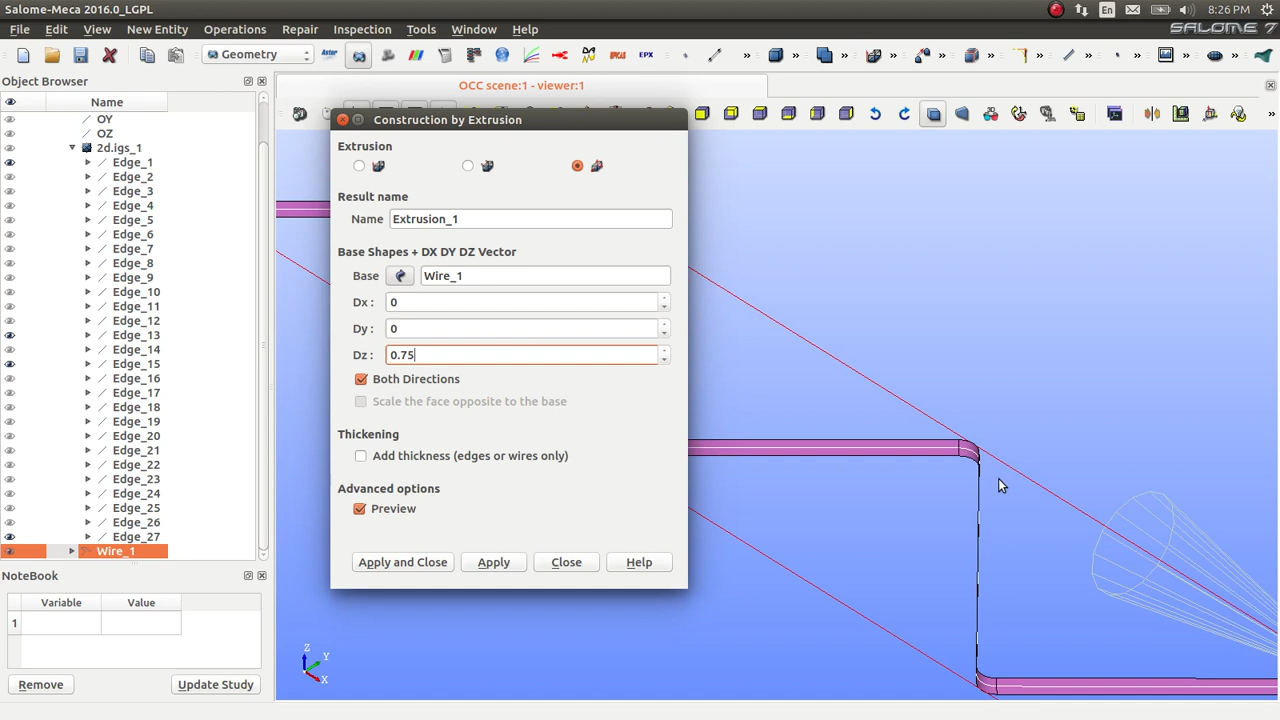 Salome-Meca 2016.0_LGPL
En
8:26 PM
File Edit View New Entity Operations Repair Inspection Tools Window Help
SALOME 7
Geometry
Aster
EFICAS
EPX
Object Browser
OCC scene:1 - viewer:1
Name
OY
OZ
2d.igs_1
Edge_1
Edge_2
Edge_3
Edge_4
Edge_5
Edge_6
Edge_7
Edge_8
Edge_9
Edge_10
Edge_11
Edge_12
Edge_13
Edge_14
Edge_15
Edge_16
Edge_17
Edge_18
Edge_19
Edge_20
Edge_21
Edge_22
Edge_23
Edge_24
Edge_25
Edge_26
Edge_27
Wire_1
NoteBook
Variable Value
1
Remove Update Study
Construction by Extrusion
Extrusion
Result name
Name Extrusion_1
Base Shapes + DX DY DZ Vector
Base Wire_1
Dx : 0
Dy : 0
Dz : 0.75
Both Directions
Scale the face opposite to the base
Thickening
Add thickness (edges or wires only)
Advanced options
Preview
Apply and Close Apply Close Help
Z
Y
X